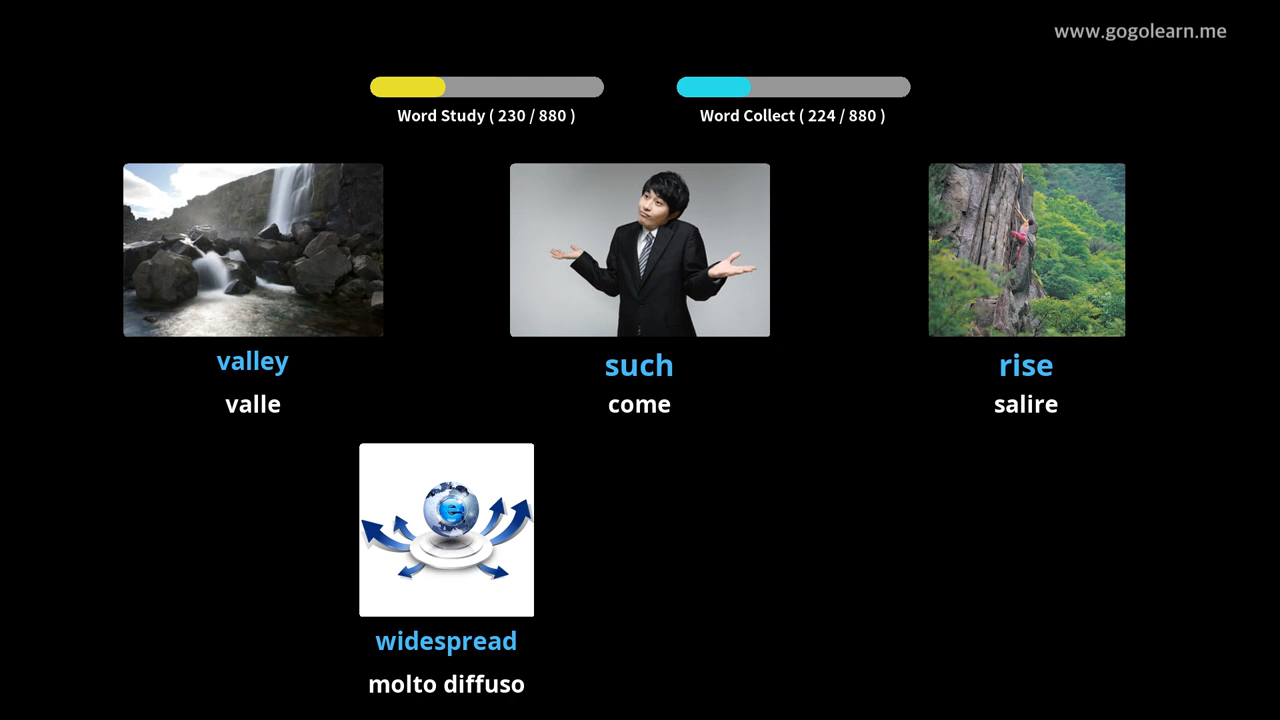 www.gogolearn.me
Word Study ( 230 / 880 )
Word Collect ( 224 / 880 )
valley
such
rise
valle
come
salire
e
widespread
molto diffuso